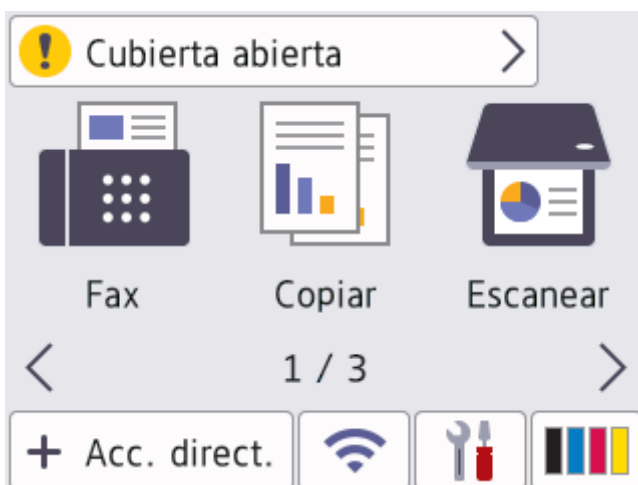 ! Cubierta abierta
Fax Copiar Escanear
1 / 3
+ Acc. direct.